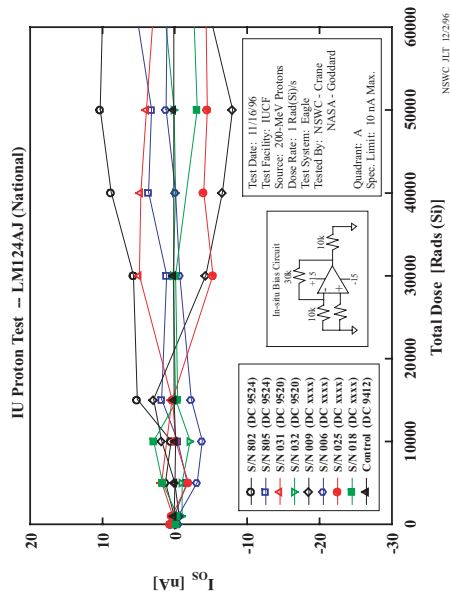 IU Proton Test -- LM124AJ (National)
I_OS [nA]
20
10
0
-10
-20
-30
0
10000
20000
30000
40000
50000
60000
Total Dose [Rads (Si)]
S/N 802 (DC 9524)
S/N 805 (DC 9524)
S/N 031 (DC 9520)
S/N 032 (DC 9520)
S/N 009 (DC xxxx)
S/N 006 (DC xxxx)
S/N 025 (DC xxxx)
S/N 018 (DC xxxx)
Control (DC 9412)
In-situ Bias Circuit
30k
+15
10k
-
+
-15
10k
Test Date: 11/16/96
Test Facility: IUCF
Source: 200-MeV Protons
Dose Rate: 1 Rad(Si)/s
Test System: Eagle
Tested By: NSWC - Crane
NASA - Goddard
Quadrant: A
Spec. Limit: 10 nA Max.
NSWC JLT 12/2/96